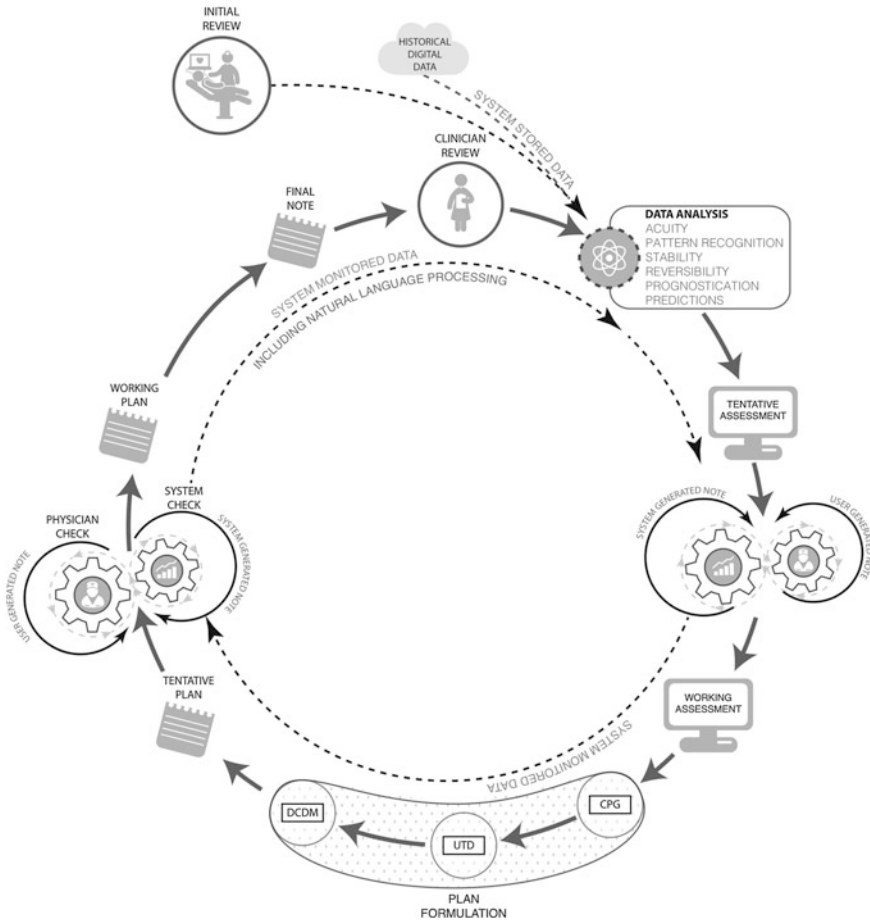 INITIAL
REVIEW
HISTORICAL
DIGITAL
DATA
SYSTEM STORED DATA
CLINICIAN
REVIEW
FINAL
NOTE
DATA ANALYSIS
ACUITY
PATTERN RECOGNITION
STABILITY
REVERSIBILITY
PROGNOSTICATION
PREDICTIONS
SYSTEM MONITORED DATA
INCLUDING NATURAL LANGUAGE PROCESSING
WORKING
PLAN
TENTATIVE
ASSESSMENT
SYSTEM
CHECK
PHYSICIAN
CHECK
USER GENERATED NOTE
SYSTEM GENERATED NOTE
SYSTEM GENERATED NOTE
USER GENERATED NOTE
TENTATIVE
PLAN
WORKING
ASSESSMENT
SYSTEM MONITORED DATA
DCDM
UTD
CPG
PLAN
FORMULATION